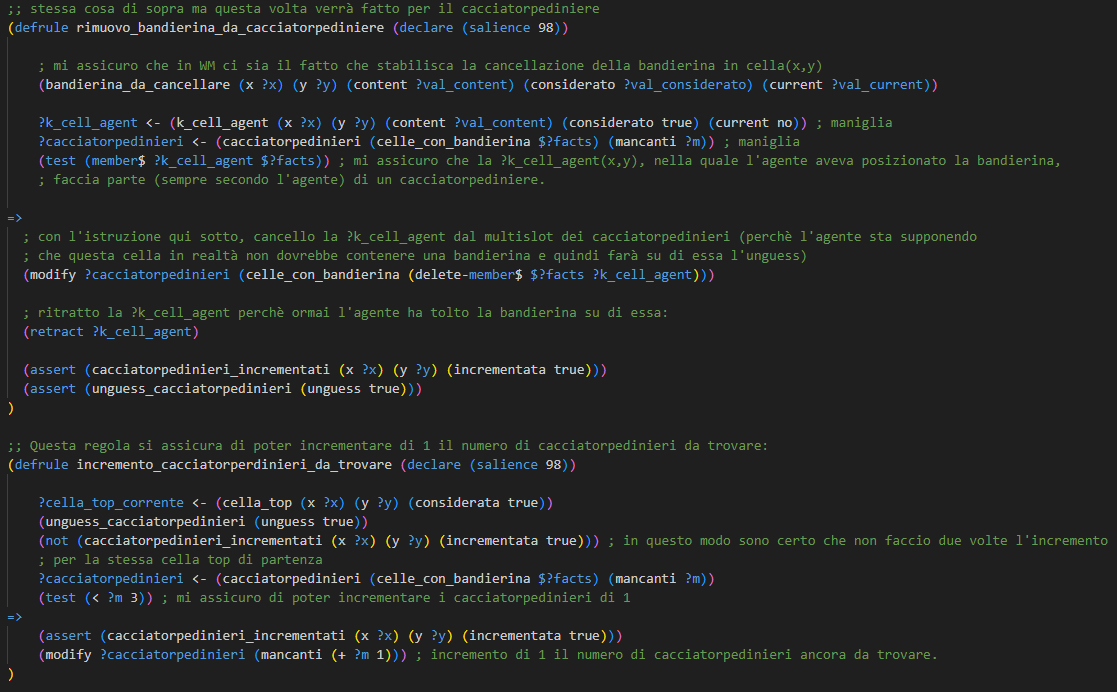 ;; stessa cosa di sopra ma questa volta verrà fatto per il cacciatorpediniere
(defrule rimuovo_bandierina_da_cacciatorpediniere (declare (salience 98))
; mi assicuro che in WM ci sia il fatto che stabilisca la cancellazione della bandierina in cella(x,y)
(bandierina_da_cancellare (x ?x) (y ?y) (content ?val_content) (considerato ?val_considerato) (current ?val_current))
?k_cell_agent <- (k_cell_agent (x ?x) (y ?y) (content ?val_content) (considerato true) (current no)) ; maniglia
?cacciatorpedinieri <- (cacciatorpedinieri (celle_con_bandierina $?facts) (mancanti ?m)) ; maniglia
(test (member$ ?k_cell_agent $?facts)) ; mi assicuro che la ?k_cell_agent(x,y), nella quale l'agente aveva posizionato la bandierina,
; faccia parte (sempre secondo l'agente) di un cacciatorpediniere.
=>
; con l'istruzione qui sotto, cancello la ?k_cell_agent dal multislot dei cacciatorpedinieri (perchè l'agente sta supponendo
; che questa cella in realtà non dovrebbe contenere una bandierina e quindi farà su di essa l'unguess)
(modify ?cacciatorpedinieri (celle_con_bandierina (delete-member$ $?facts ?k_cell_agent)))
; ritratto la ?k_cell_agent perchè ormai l'agente ha tolto la bandierina su di essa:
(retract ?k_cell_agent)
(assert (cacciatorpedinieri_incrementati (x ?x) (y ?y) (incrementata true)))
(assert (unguess_cacciatorpedinieri (unguess true)))
)
;; Questa regola si assicura di poter incrementare di 1 il numero di cacciatorpedinieri da trovare:
(defrule incremento_cacciatorperdinieri_da_trovare (declare (salience 98))
?cella_top_corrente <- (cella_top (x ?x) (y ?y) (considerata true))
(unguess_cacciatorpedinieri (unguess true))
(not (cacciatorpedinieri_incrementati (x ?x) (y ?y) (incrementata true))) ; in questo modo sono certo che non faccio due volte l'incremento
; per la stessa cella top di partenza
?cacciatorpedinieri <- (cacciatorpedinieri (celle_con_bandierina $?facts) (mancanti ?m))
(test (< ?m 3)) ; mi assicuro di poter incrementare i cacciatorpedinieri di 1
=>
(assert (cacciatorpedinieri_incrementati (x ?x) (y ?y) (incrementata true)))
(modify ?cacciatorpedinieri (mancanti (+ ?m 1))) ; incremento di 1 il numero di cacciatorpedinieri ancora da trovare.
)